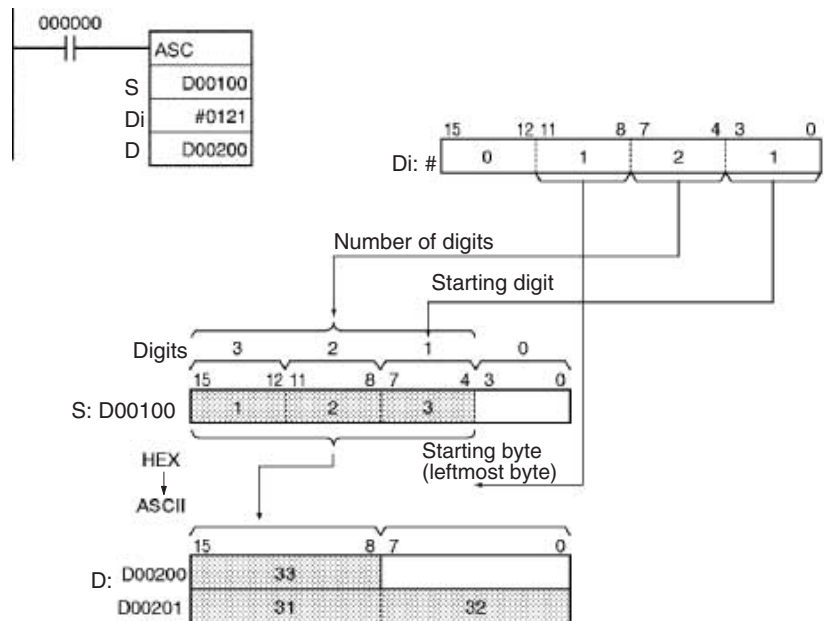 000000
ASC
S D00100
Di #0121
D D00200
15 12 11 8 7 4 3 0
Di: # 0 1 2 1
Number of digits
Starting digit
Digits 3 2 1 0
15 12 11 8 7 4 3 0
S: D00100 1 2 3
HEX
ASCII
Starting byte
(leftmost byte)
15 8 7 0
D: D00200 33
D00201 31 32